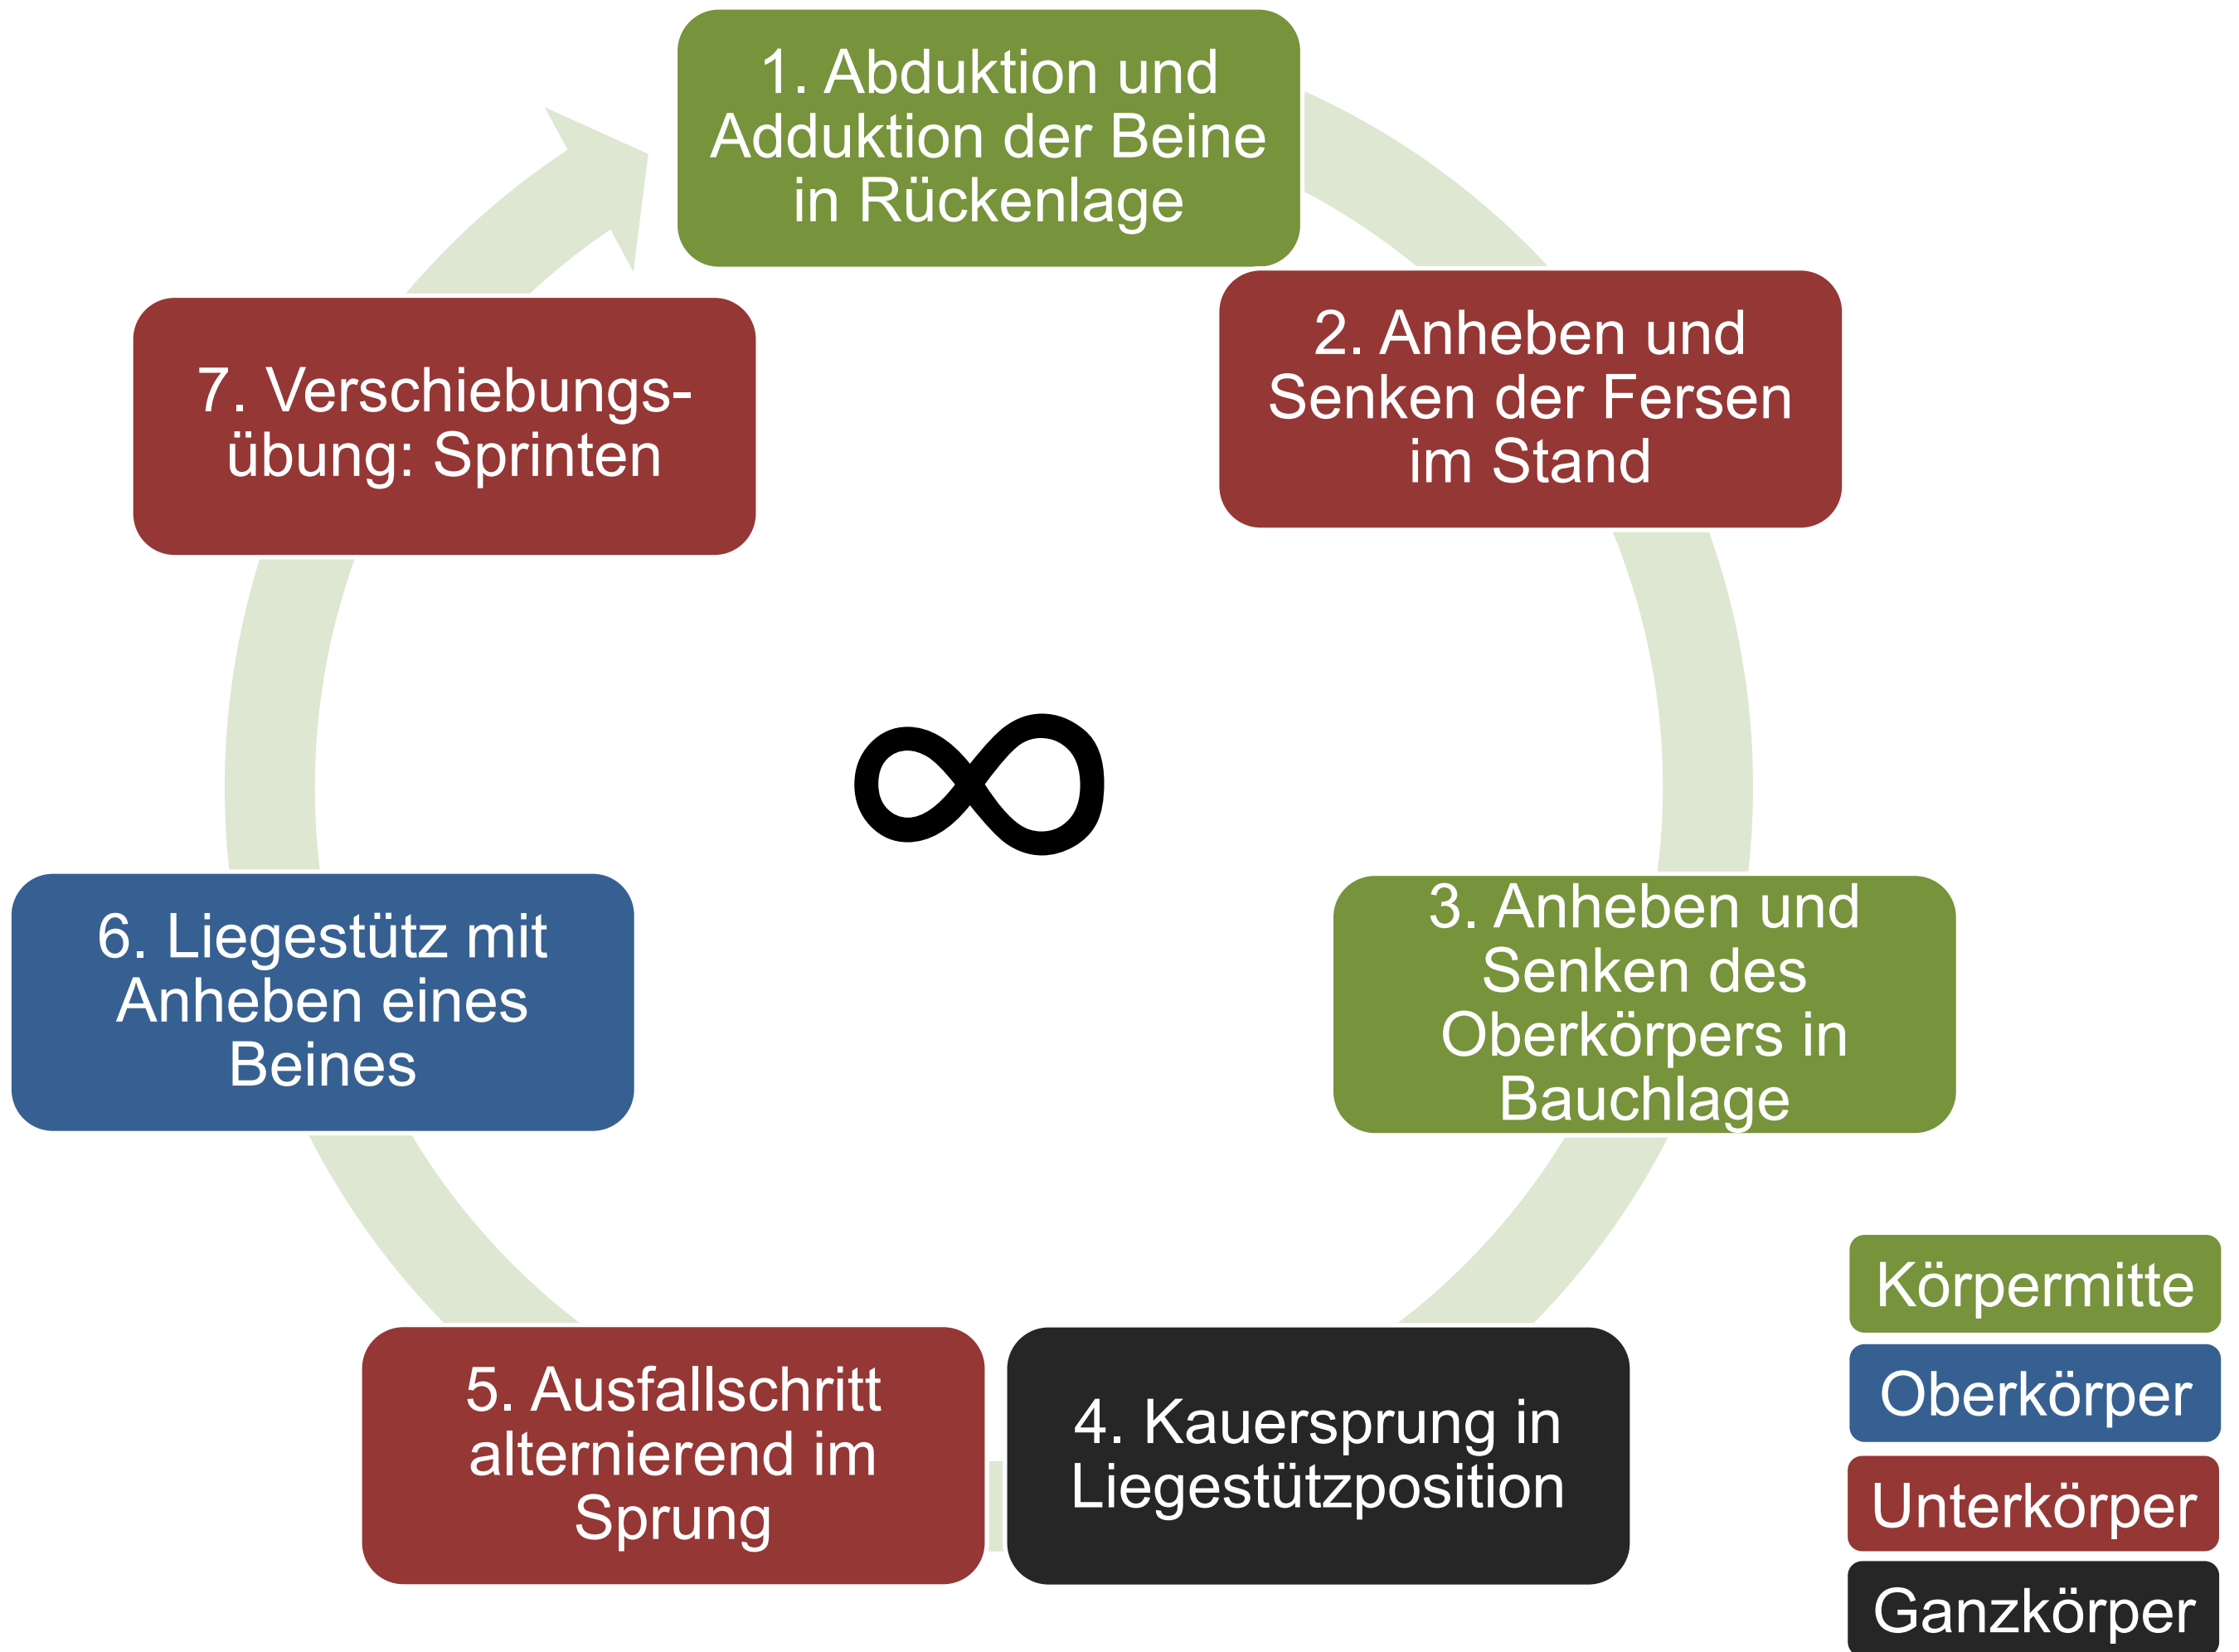 1. Abduktion und
Adduktion der Beine
in Rückenlage
2. Anheben und
Senken der Fersen
im Stand
3. Anheben und
Senken des
Oberkörpers in
Bauchlage
4. Kauersprung in
Liegestützposition
5. Ausfallschritt
alternierend im
Sprung
6. Liegestütz mit
Anheben eines
Beines
7. Verschiebungs-
übung: Sprinten
∞
Körpermitte
Oberkörper
Unterkörper
Ganzkörper